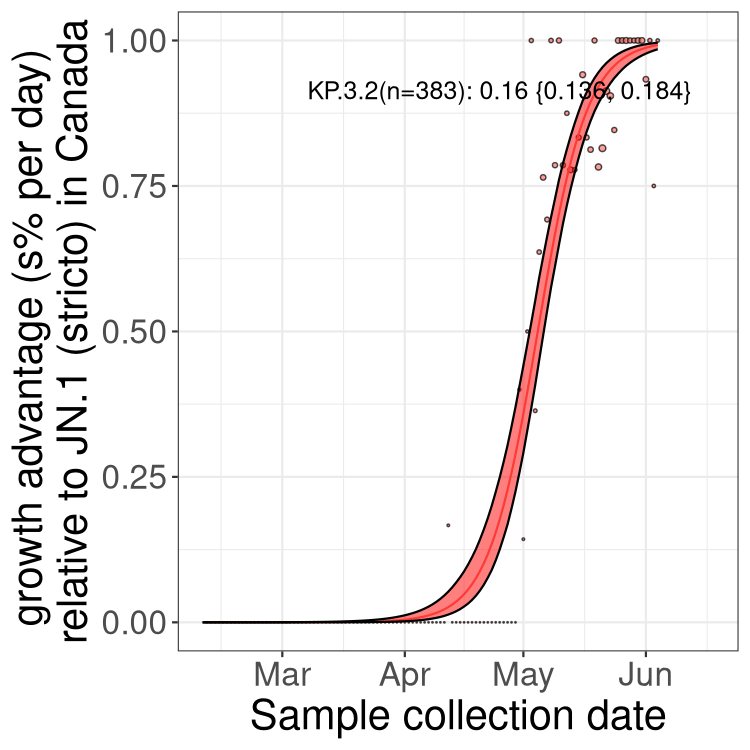 growth advantage (s% per day)
relative to JN.1 (stricto) in Canada
1.00
0.75
0.50
0.25
0.00
KP.3.2(n=383): 0.16 {0.136, 0.184}
Mar Apr May Jun
Sample collection date